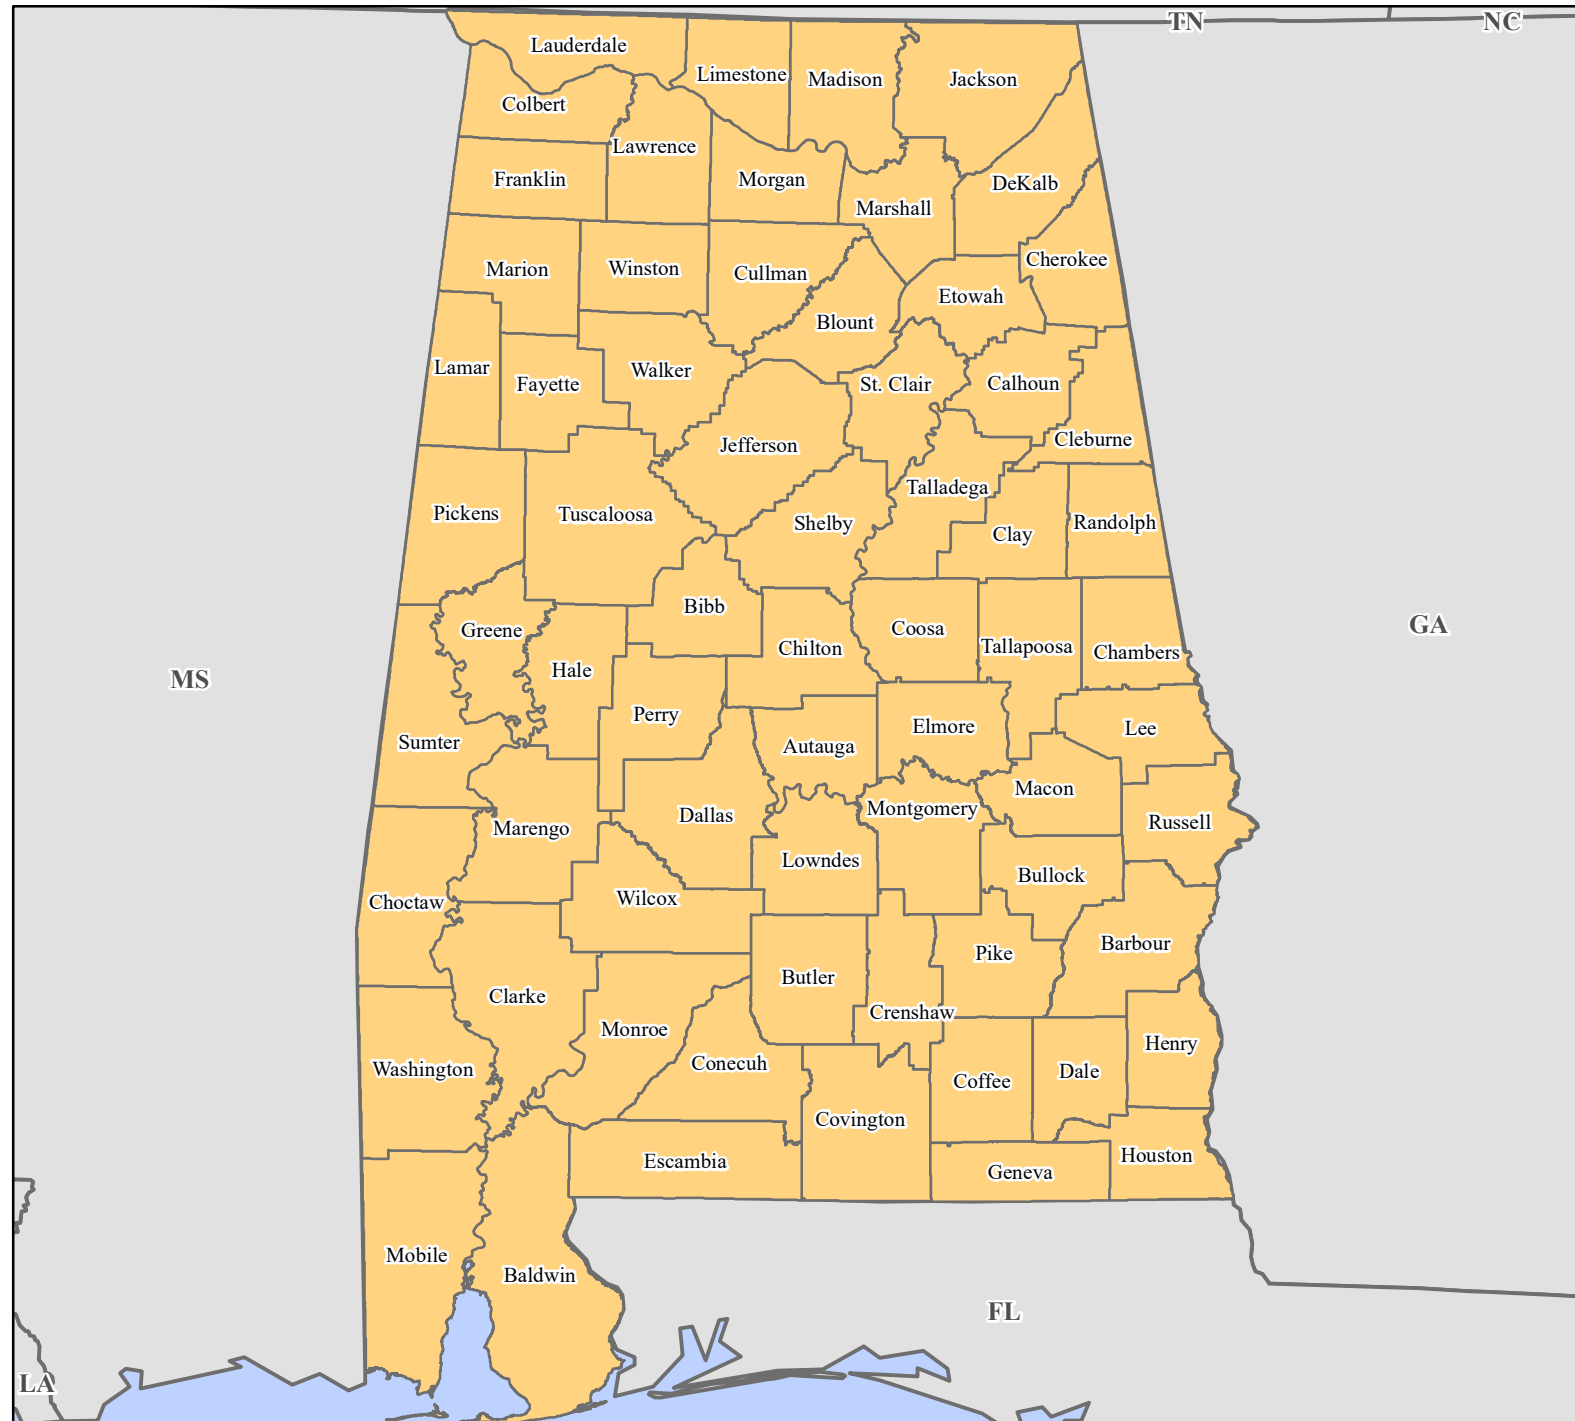 TN
NC
Lauderdale
Limestone
Madison
Jackson
Colbert
Lawrence
Franklin
Morgan
DeKalb
Marshall
Marion
Winston
Cullman
Cherokee
Etowah
Blount
Lamar
Fayette
Walker
St. Clair
Calhoun
Jefferson
Cleburne
Talladega
Pickens
Tuscaloosa
Shelby
Clay
Randolph
Bibb
GA
Greene
Coosa
Tallapoosa
Chambers
Chilton
Hale
MS
Perry
Elmore
Lee
Sumter
Autauga
Macon
Montgomery
Dallas
Russell
Marengo
Lowndes
Bullock
Choctaw
Wilcox
Barbour
Pike
Butler
Clarke
Crenshaw
Monroe
Henry
Conecuh
Washington
Coffee
Dale
Covington
Escambia
Geneva
Houston
Mobile
Baldwin
FL
LA